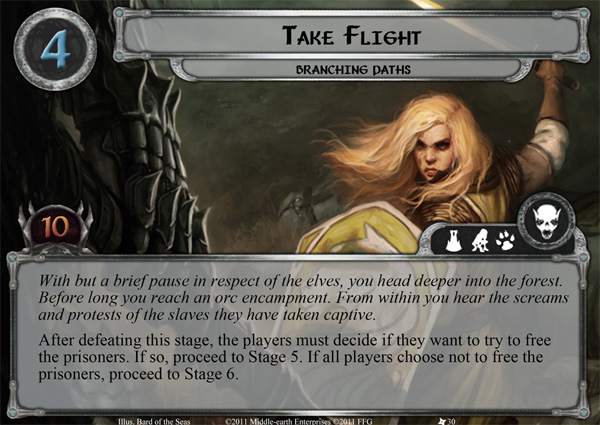 4
TAKE FLIGHT
BRANCHING PATHS
10
With but a brief pause in respect of the elves, you head deeper into the forest.
Before long you reach an orc encampment. From within you hear the screams
and protests of the slaves they have taken captive.
After defeating this stage, the players must decide if they want to try to free
the prisoners. If so, proceed to Stage 5. If all players choose not to free the
prisoners, proceed to Stage 6.
Illus. Bard of the Seas ©2011 Middle-earth Enterprises ©2011 FFG 30